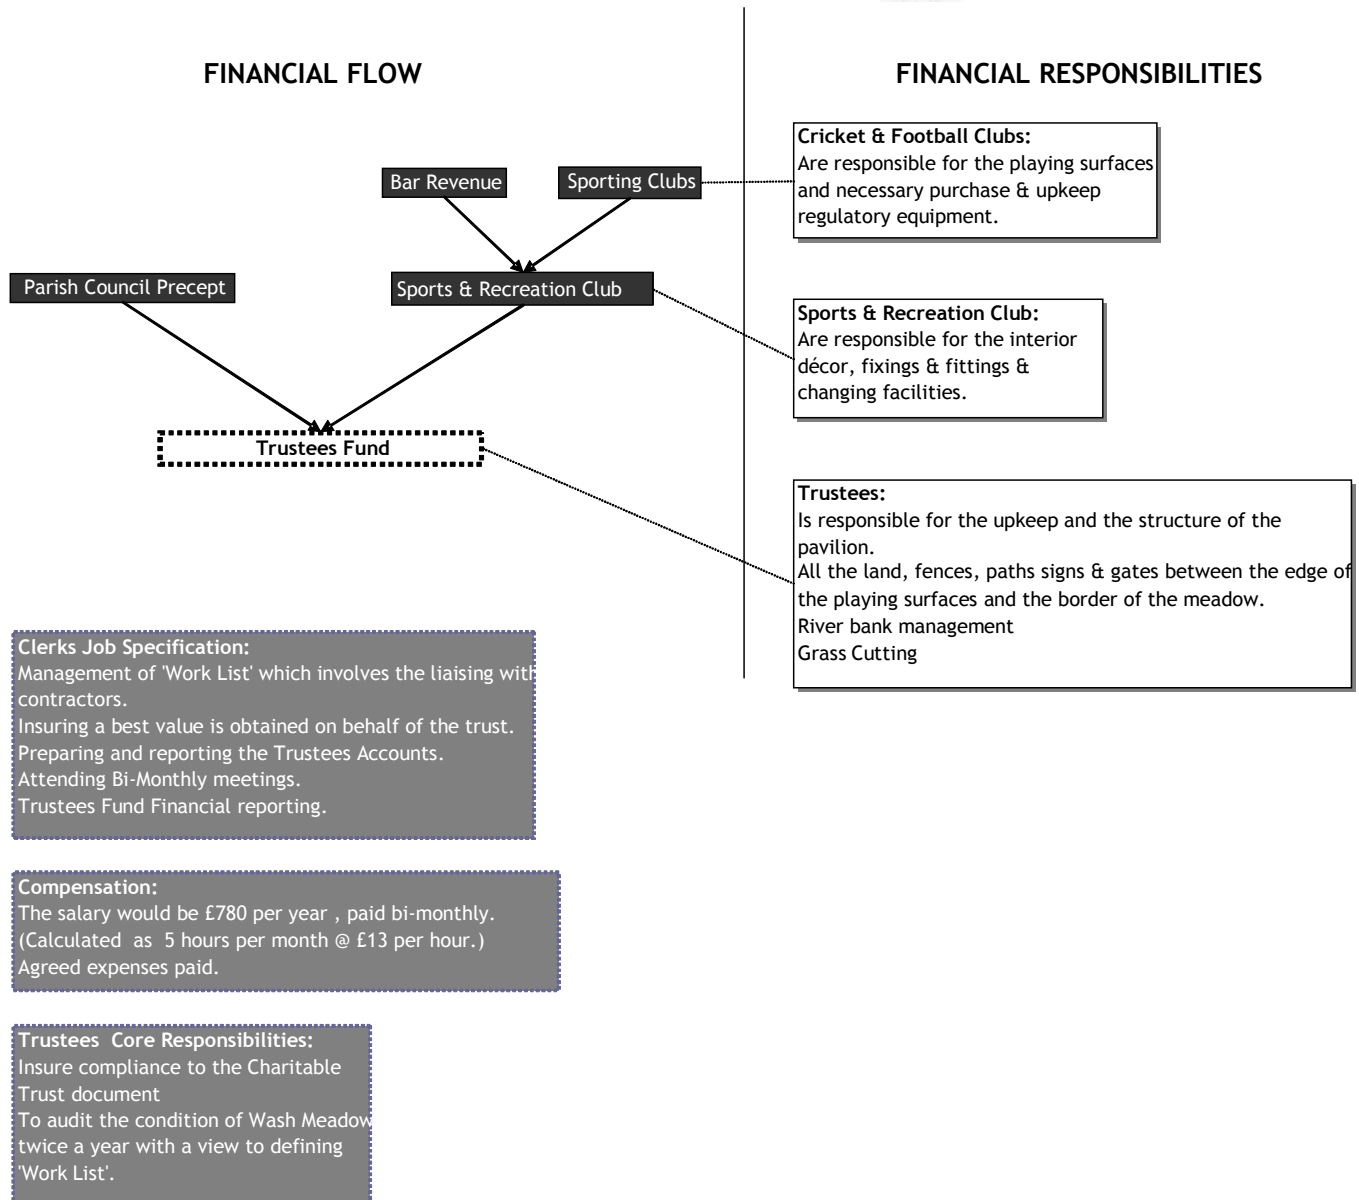 FINANCIAL FLOW
FINANCIAL RESPONSIBILITIES
Bar Revenue
Sporting Clubs
Parish Council Precept
Sports & Recreation Club
Trustees Fund
Cricket & Football Clubs:
Are responsible for the playing surfaces
and necessary purchase & upkeep
regulatory equipment.
Sports & Recreation Club:
Are responsible for the interior
décor, fixings & fittings &
changing facilities.
Trustees:
Is responsible for the upkeep and the structure of the
pavilion.
All the land, fences, paths signs & gates between the edge of
the playing surfaces and the border of the meadow.
River bank management
Grass Cutting
Clerks Job Specification:
Management of 'Work List' which involves the liaising with
contractors.
Insuring a best value is obtained on behalf of the trust.
Preparing and reporting the Trustees Accounts.
Attending Bi-Monthly meetings.
Trustees Fund Financial reporting.
Compensation:
The salary would be £780 per year , paid bi-monthly.
(Calculated  as  5 hours per month @ £13 per hour.)
Agreed expenses paid.
Trustees  Core Responsibilities:
Insure compliance to the Charitable
Trust document
To audit the condition of Wash Meadow
twice a year with a view to defining
'Work List'.